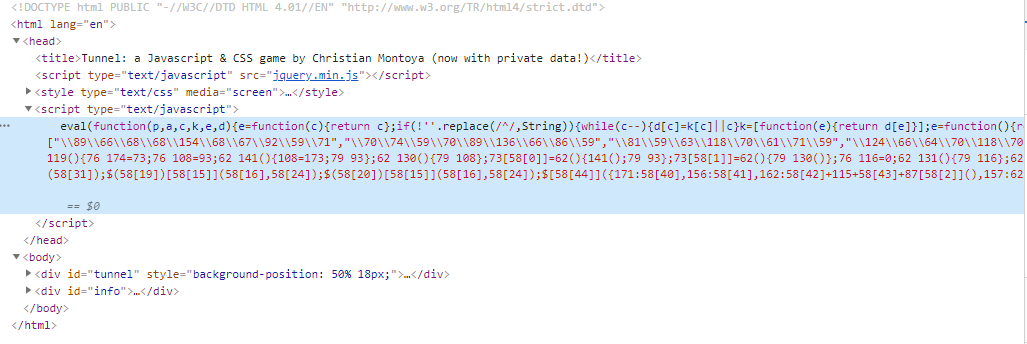 <!DOCTYPE html PUBLIC "-//W3C//DTD HTML 4.01//EN" "http://www.w3.org/TR/html4/strict.dtd">
<html lang="en">
▼<head>
<title>Tunnel: a Javascript & CSS game by Christian Montoya (now with private data!)</title>
<script type="text/javascript" src="jquery.min.js"></script>
▶<style type="text/css" media="screen">…</style>
▼<script type="text/javascript">
… eval(function(p,a,c,k,e,d){e=function(c){return c};if(!''.replace(/^/,String)){while(c--){d[c]=k[c]||c}k=[function(e){return d[e]}];e=function(){r
["\\89\\66\\68\\68\\154\\68\\67\\92\\59\\71","\\70\\74\\59\\89\\136\\66\\86\\59","\\81\\59\\63\\118\\70\\61\\71\\59","\\124\\66\\64\\70\\118\\70
119(){76 174=73;76 108=93;62 141(){108=173;79 93};62 130(){79 108};73[58[0]]=62(){141();79 93};73[58[1]]=62(){79 130()};76 116=0;62 131(){79 116};62
(58[31]);$(58[19])[58[15]](58[16],58[24]);$(58[20])[58[15]](58[16],58[24]);$[58[44]]({171:58[40],156:58[41],162:58[42]+115+58[43]+87[58[2]](),157:62
== $0
</script>
</head>
▼<body>
▶<div id="tunnel" style="background-position: 50% 18px;">…</div>
▶<div id="info">…</div>
</body>
</html>